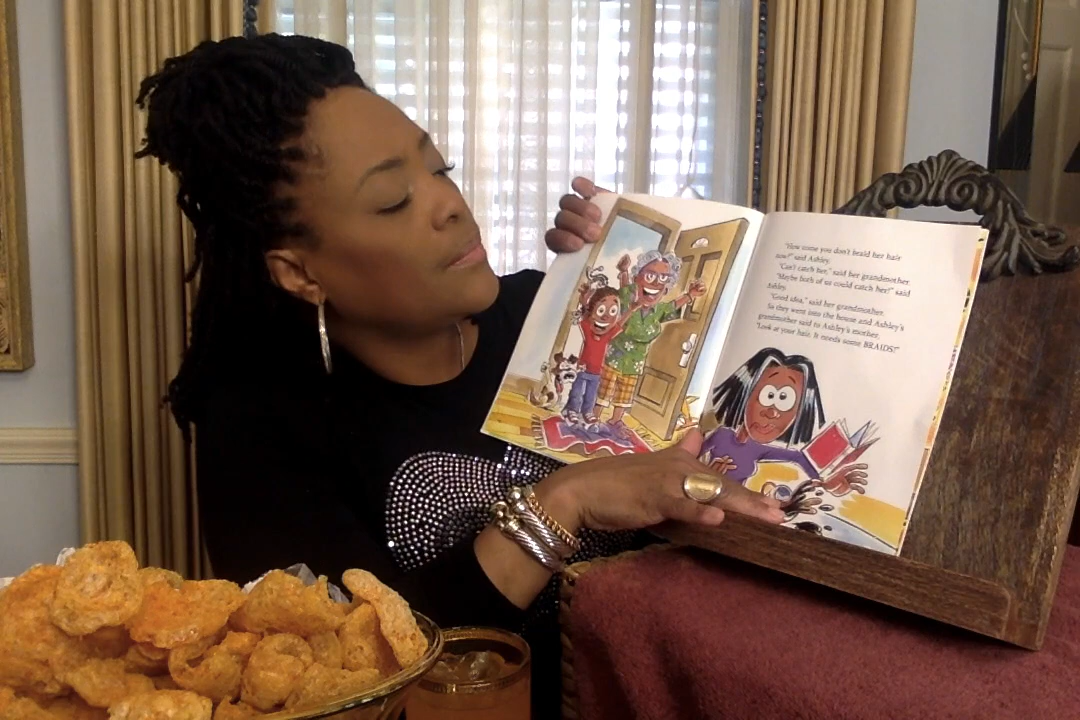 "How come you don't braid her hair
now?" said Ashley.
"Can't catch her," said her grandmother.
"Maybe both of us could catch her!" said
Ashley.
"Good idea," said her grandmother.
So they went into the house and Ashley's
grandmother said to Ashley's mother,
"Look at your hair. It needs some BRAIDS!"